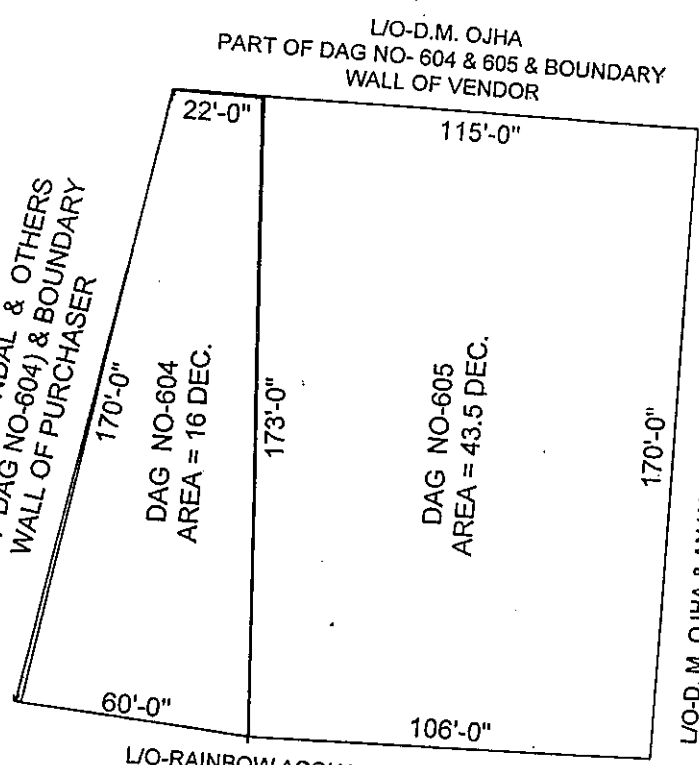 L/O-D.M. OJHA
PART OF DAG NO- 604 & 605 & BOUNDARY
WALL OF VENDOR
22'-0"
115'-0"
& OTHERS
DAG NO-604) & BOUNDARY
WALL OF PURCHASER
170'-0"
DAG NO-604
AREA = 16 DEC.
173'-0"
DAG NO-605
AREA = 43.5 DEC.
170'-0"
L/O-D. M. OJHA &
60'-0"
106'-0"
L/O-RAINBOW